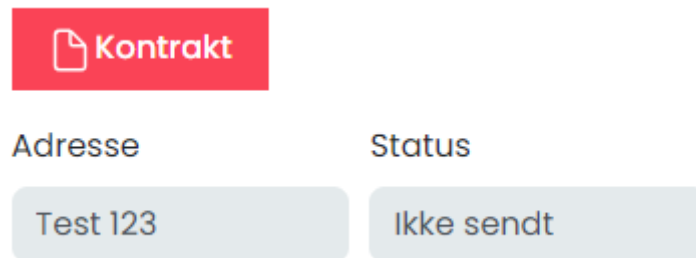 Kontrakt
Adresse Status
Test 123 Ikke sendt